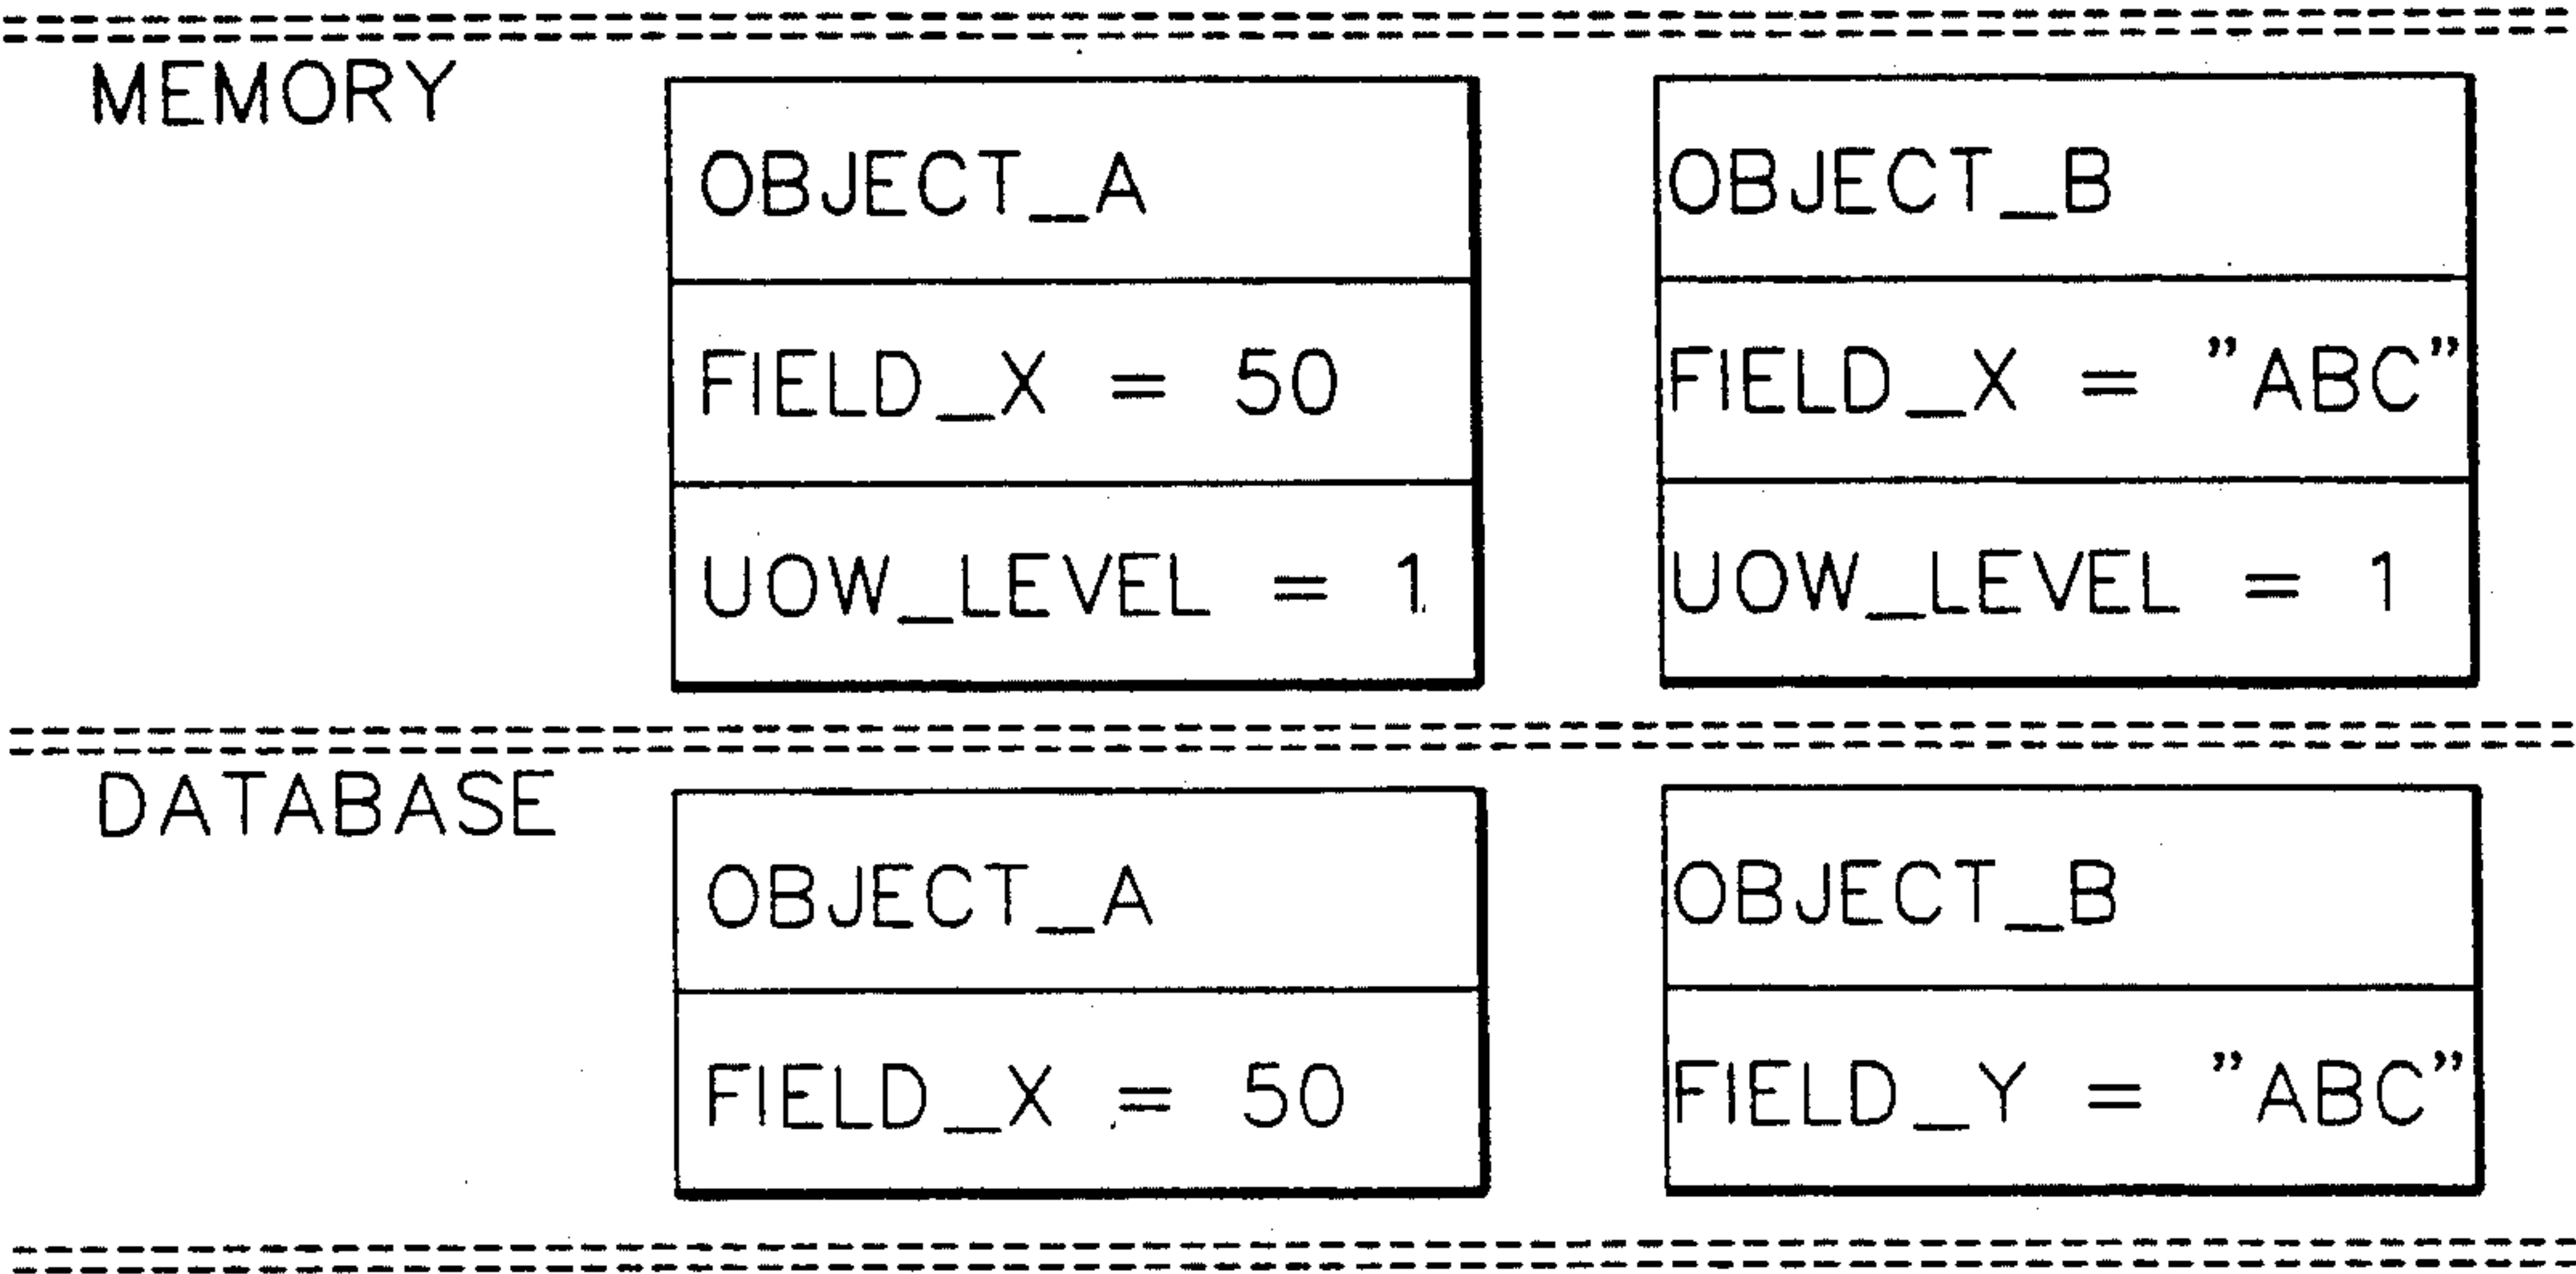 MEMORY
OBJECT_A
FIELD_X = 50
UOW_LEVEL = 1
OBJECT_B
FIELD_X = ”ABC”
UOW_LEVEL = 1
DATABASE
OBJECT_A
FIELD_X = 50
OBJECT_B
FIELD_Y = ”ABC”